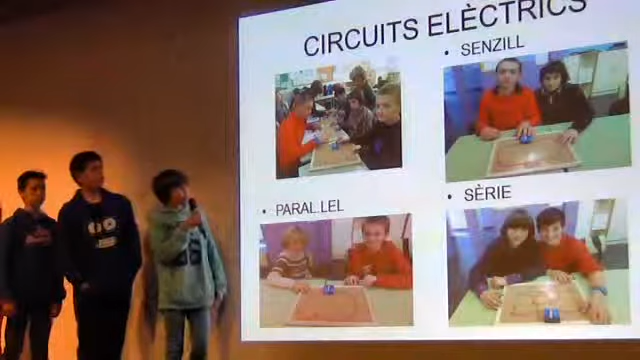 CIRCUITS ELÈCTRICS
• SENZILL
• PARAL.LEL
• SÈRIE